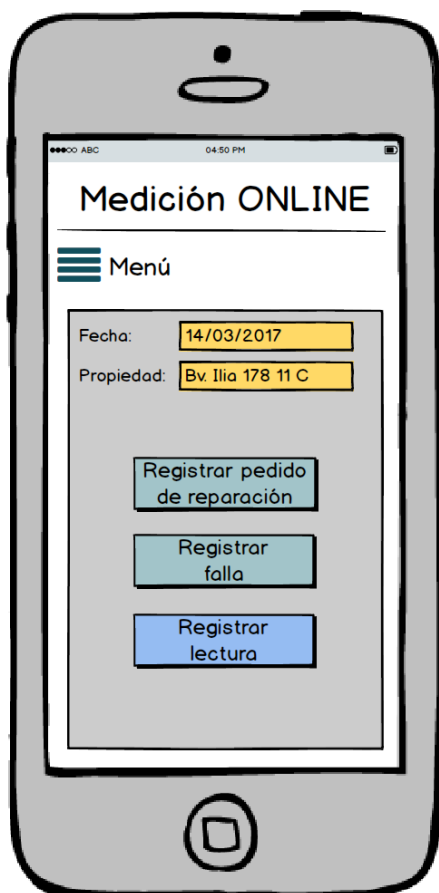 ABC 04:50 PM
Medición ONLINE
Menú
Fecha: 14/03/2017
Propiedad: Bv. Ilia 178 11 C
Registrar pedido
de reparación
Registrar
falla
Registrar
lectura